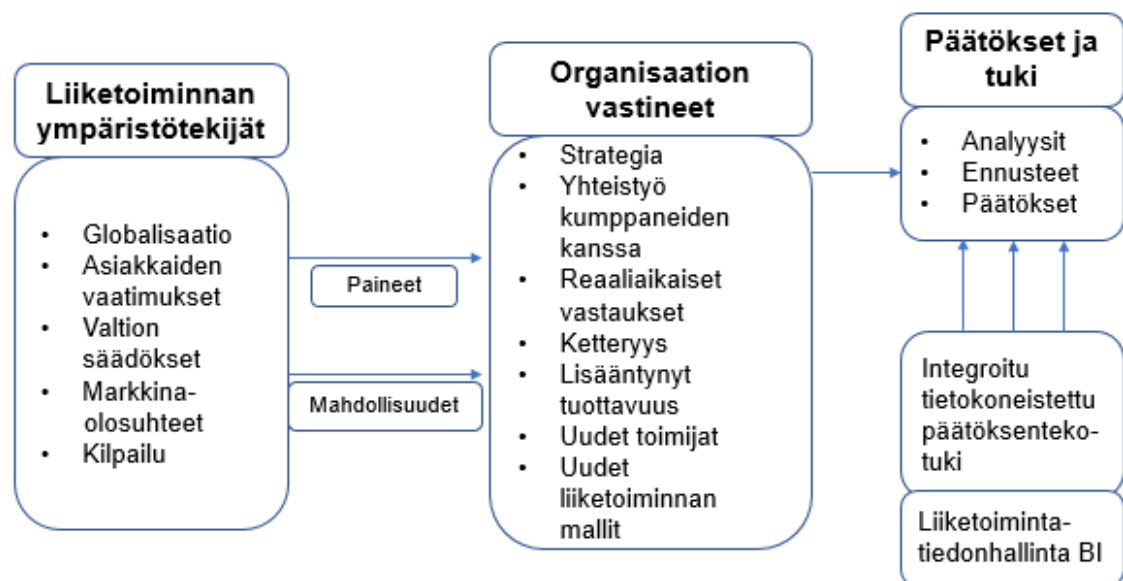 Liiketoiminnan
ympäristötekijät
• Globalisaatio
• Asiakkaiden
vaatimukset
• Valtion
säädökset
• Markkina-
olosuhteet
• Kilpailu
Paineet
Mahdollisuudet
Organisaation
vastineet
• Strategia
• Yhteistyö
kumppaneiden
kanssa
• Reaaliaikaiset
vastaukset
• Ketteryys
• Lisääntynyt
tuottavuus
• Uudet toimijat
• Uudet
liiketoiminnan
mallit
Päätökset ja
tuki
• Analyysit
• Ennusteet
• Päätökset
Integroitu
tietokoneistettu
päätöksenteko-
tuki
Liiketoiminta-
tiedonhallinta BI